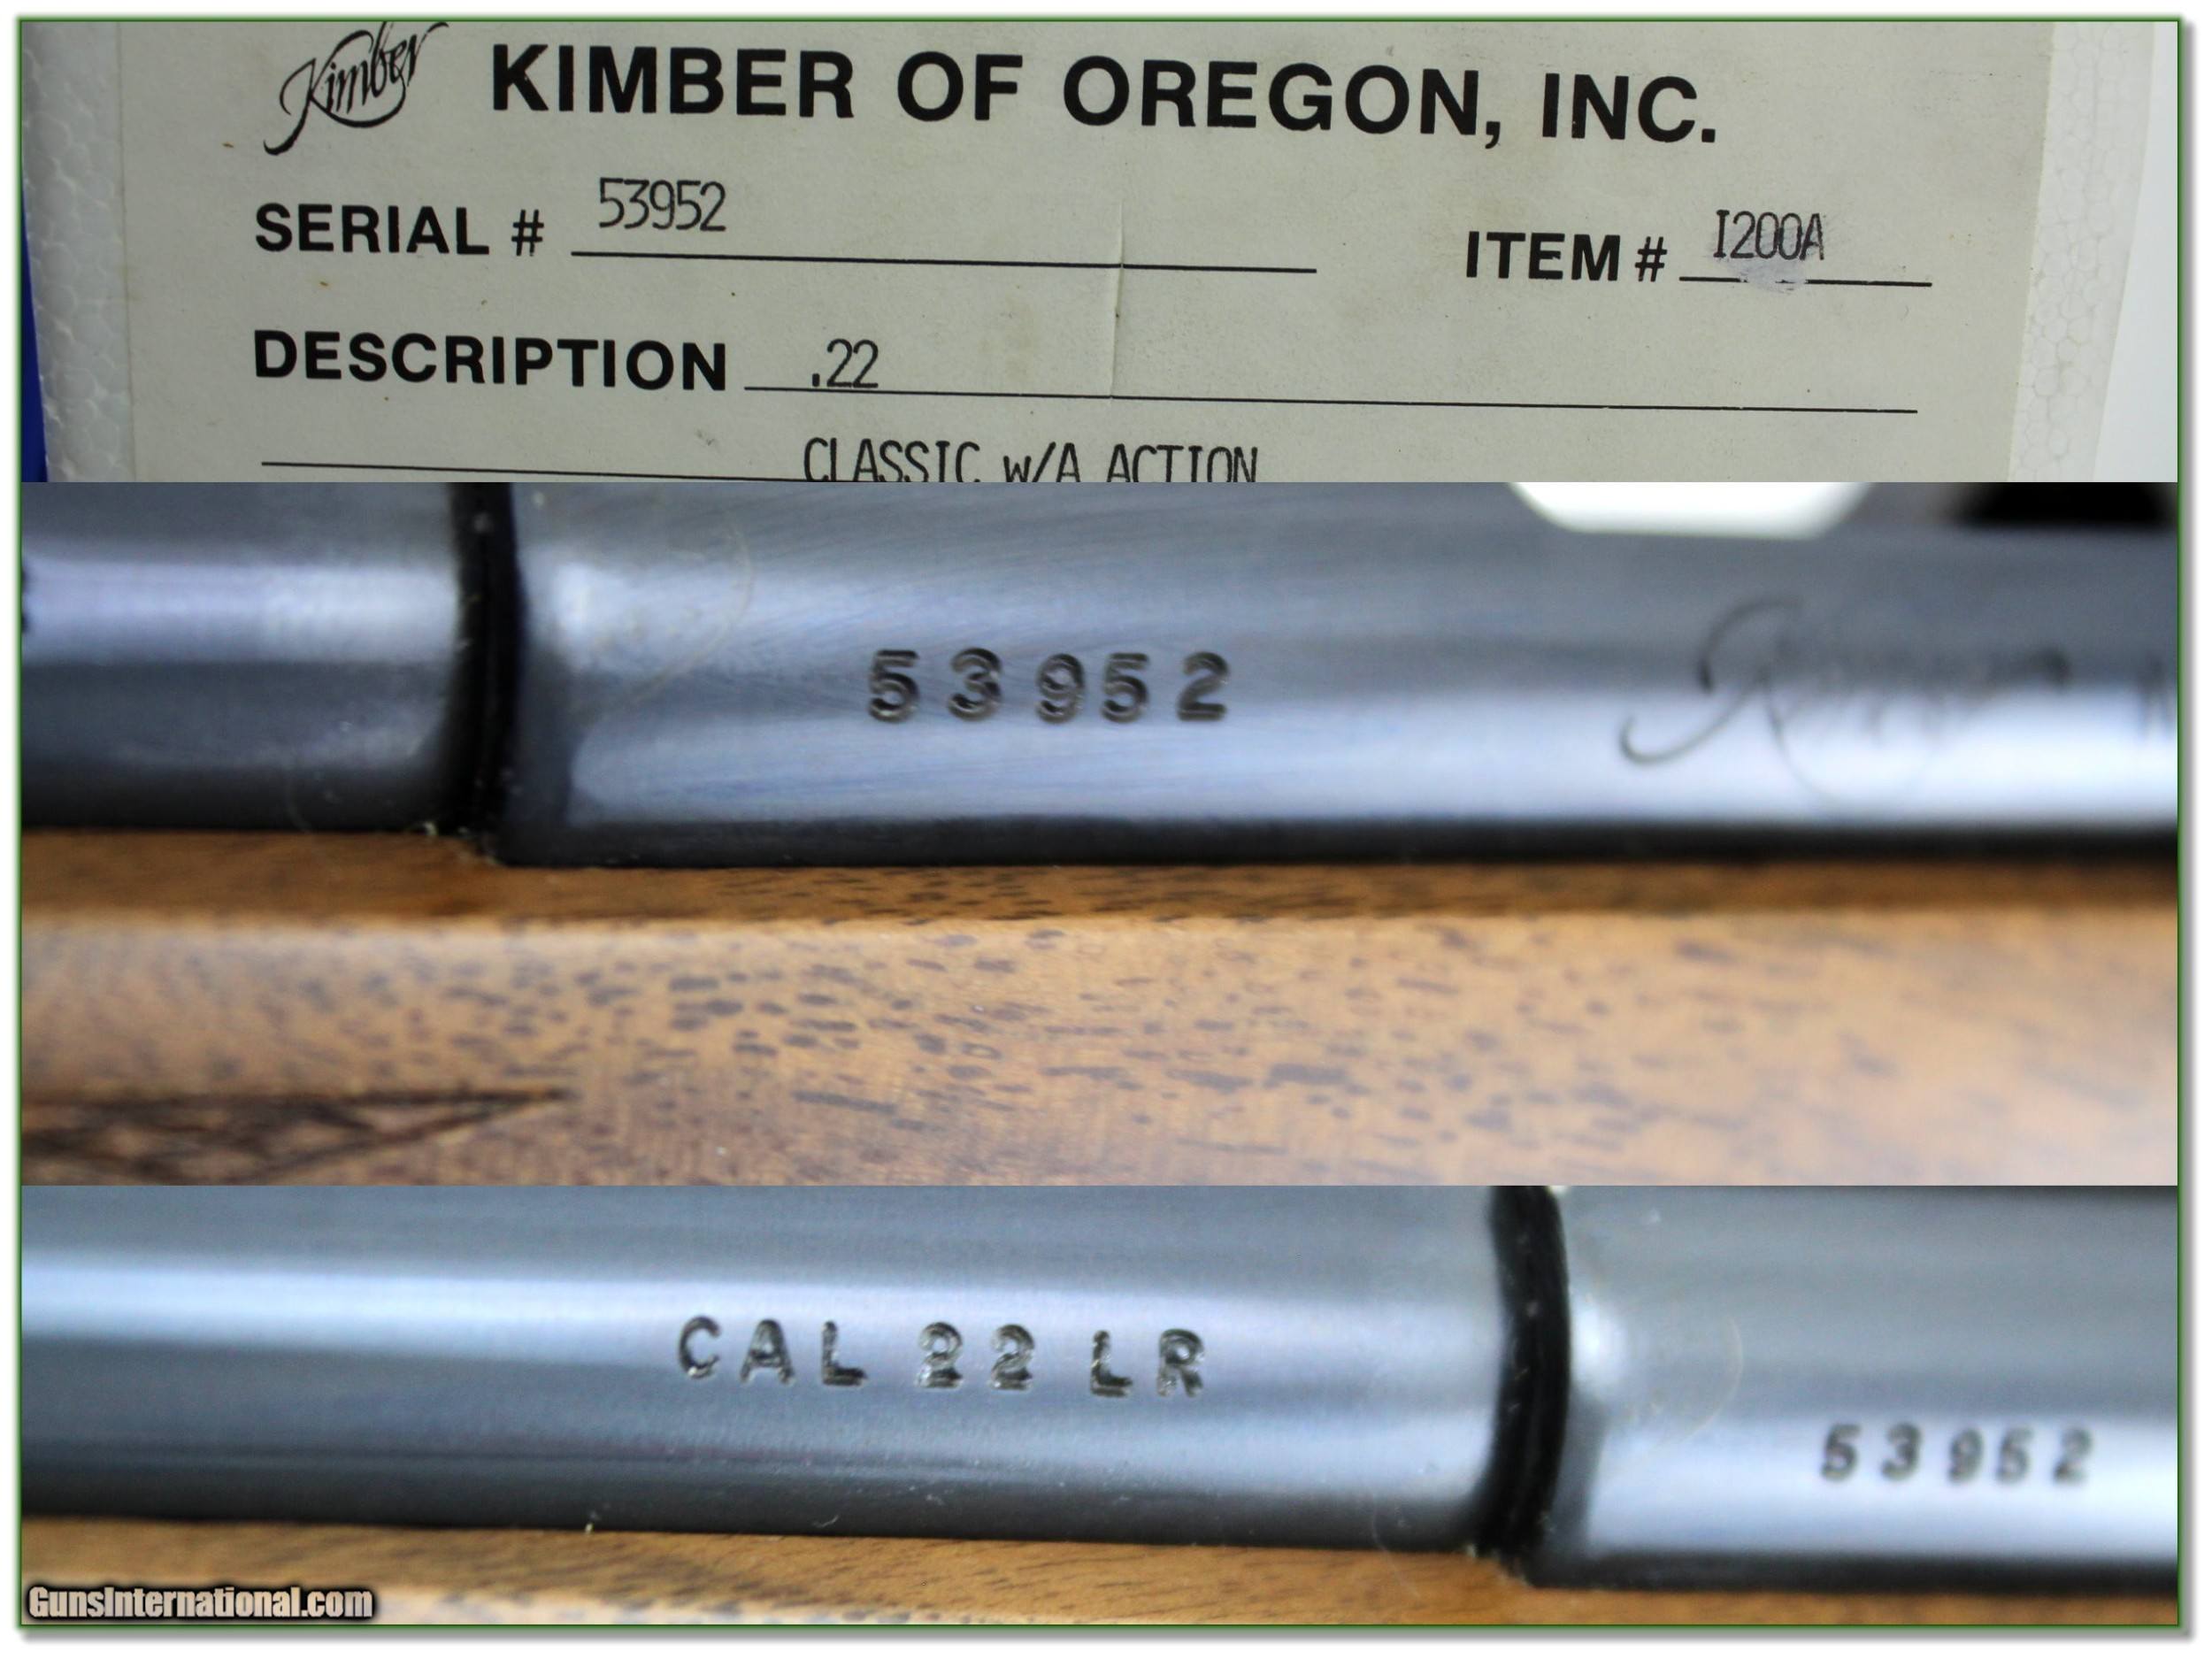 Kimber KIMBER OF OREGON, INC.
SERIAL # 53952 ITEM # I200A
DESCRIPTION .22
CLASSIC w/A ACTION
53952
Kimber
CAL 22 LR
53952
GunsInternational.com